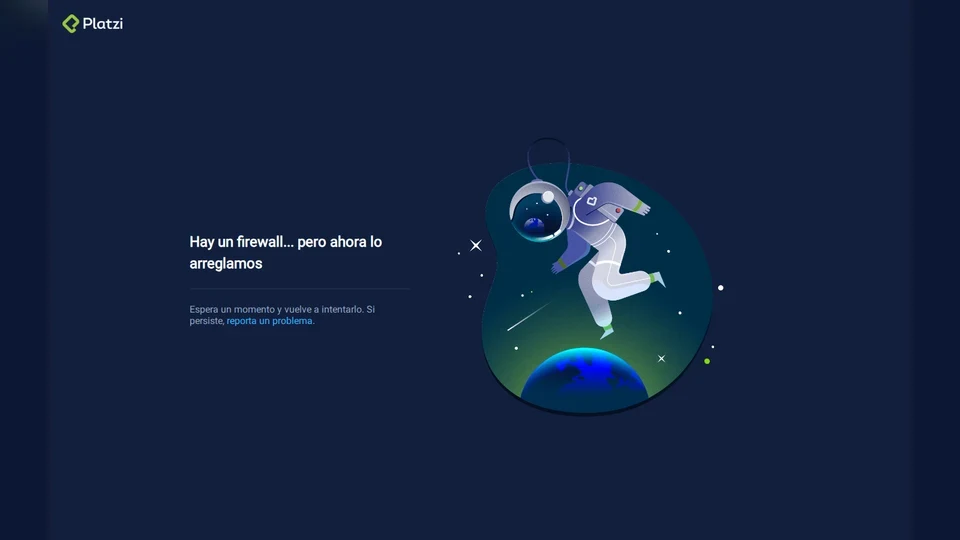 Platzi
Hay un firewall... pero ahora lo
arreglamos
Espera un momento y vuelve a intentarlo. Si
persiste, reporta un problema.